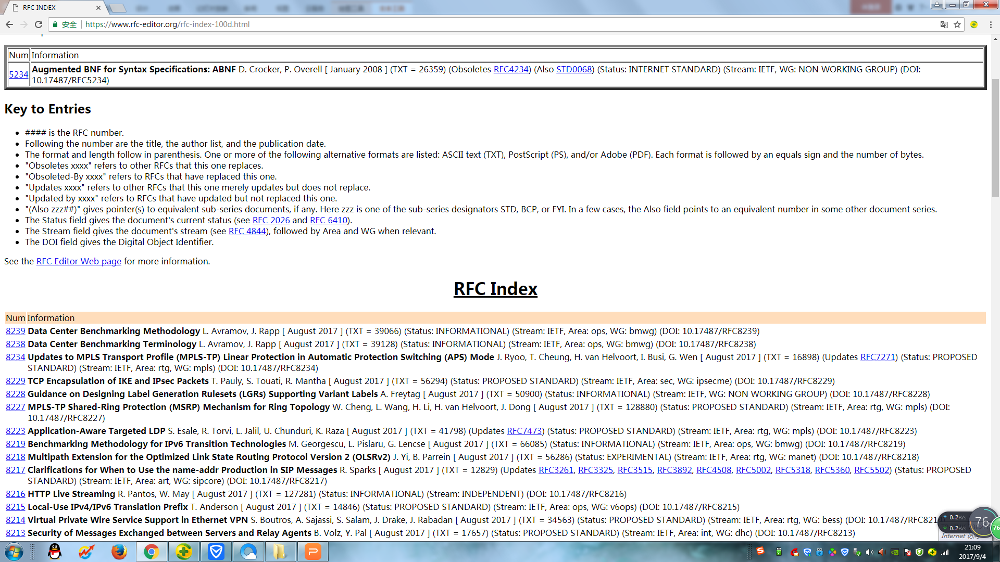 RFC INDEX
安全 https://www.rfc-editor.org/rfc-index-100d.html
Num Information
5234 Augmented BNF for Syntax Specifications: ABNF D. Crocker, P. Overell [ January 2008 ] (TXT = 26359) (Obsoletes RFC4234) (Also STD0068) (Status: INTERNET STANDARD) (Stream: IETF, WG: NON WORKING GROUP) (DOI:
10.17487/RFC5234)
Key to Entries
• #### is the RFC number.
• Following the number are the title, the author list, and the publication date.
• The format and length follow in parenthesis. One or more of the following alternative formats are listed: ASCII text (TXT), PostScript (PS), and/or Adobe (PDF). Each format is followed by an equals sign and the number of bytes.
• "Obsoletes xxxx" refers to other RFCs that this one replaces.
• "Obsoleted-By xxxx" refers to RFCs that have replaced this one.
• "Updates xxxx" refers to other RFCs that this one merely updates but does not replace.
• "Updated by xxxx" refers to RFCs that have updated but not replaced this one.
• "(Also zzz##)" gives pointer(s) to equivalent sub-series documents, if any. Here zzz is one of the sub-series designators STD, BCP, or FYI. In a few cases, the Also field points to an equivalent number in some other document series.
• The Status field gives the document's current status (see RFC 2026 and RFC 6410).
• The Stream field gives the document's stream (see RFC 4844), followed by Area and WG when relevant.
• The DOI field gives the Digital Object Identifier.
See the RFC Editor Web page for more information.
RFC Index
Num Information
8239 Data Center Benchmarking Methodology L. Avramov, J. Rapp [ August 2017 ] (TXT = 39066) (Status: INFORMATIONAL) (Stream: IETF, Area: ops, WG: bmwg) (DOI: 10.17487/RFC8239)
8238 Data Center Benchmarking Terminology L. Avramov, J. Rapp [ August 2017 ] (TXT = 39128) (Status: INFORMATIONAL) (Stream: IETF, Area: ops, WG: bmwg) (DOI: 10.17487/RFC8238)
8234 Updates to MPLS Transport Profile (MPLS-TP) Linear Protection in Automatic Protection Switching (APS) Mode J. Ryoo, T. Cheung, H. van Helvoort, I. Busi, G. Wen [ August 2017 ] (TXT = 16898) (Updates RFC7271) (Status: PROPOSED
STANDARD) (Stream: IETF, Area: rtg, WG: mpls) (DOI: 10.17487/RFC8234)
8229 TCP Encapsulation of IKE and IPsec Packets T. Pauly, S. Touati, R. Mantha [ August 2017 ] (TXT = 56294) (Status: PROPOSED STANDARD) (Stream: IETF, Area: sec, WG: ipsecme) (DOI: 10.17487/RFC8229)
8228 Guidance on Designing Label Generation Rulesets (LGRs) Supporting Variant Labels A. Freytag [ August 2017 ] (TXT = 50900) (Status: INFORMATIONAL) (Stream: IETF, WG: NON WORKING GROUP) (DOI: 10.17487/RFC8228)
8227 MPLS-TP Shared-Ring Protection (MSRP) Mechanism for Ring Topology W. Cheng, L. Wang, H. Li, H. van Helvoort, J. Dong [ August 2017 ] (TXT = 128880) (Status: PROPOSED STANDARD) (Stream: IETF, Area: rtg, WG: mpls) (DOI:
10.17487/RFC8227)
8223 Application-Aware Targeted LDP S. Esale, R. Torvi, L. Jalil, U. Chunduri, K. Raza [ August 2017 ] (TXT = 41798) (Updates RFC7473) (Status: PROPOSED STANDARD) (Stream: IETF, Area: rtg, WG: mpls) (DOI: 10.17487/RFC8223)
8219 Benchmarking Methodology for IPv6 Transition Technologies M. Georgescu, L. Pislaru, G. Lencse [ August 2017 ] (TXT = 66085) (Status: INFORMATIONAL) (Stream: IETF, Area: ops, WG: bmwg) (DOI: 10.17487/RFC8219)
8218 Multipath Extension for the Optimized Link State Routing Protocol Version 2 (OLSRv2) J. Yi, B. Parrein [ August 2017 ] (TXT = 56286) (Status: EXPERIMENTAL) (Stream: IETF, Area: rtg, WG: manet) (DOI: 10.17487/RFC8218)
8217 Clarifications for When to Use the name-addr Production in SIP Messages R. Sparks [ August 2017 ] (TXT = 12829) (Updates RFC3261, RFC3325, RFC3515, RFC3892, RFC4508, RFC5002, RFC5318, RFC5360, RFC5502) (Status: PROPOSED
STANDARD) (Stream: IETF, Area: art, WG: sipcore) (DOI: 10.17487/RFC8217)
8216 HTTP Live Streaming R. Pantos, W. May [ August 2017 ] (TXT = 127281) (Status: INFORMATIONAL) (Stream: INDEPENDENT) (DOI: 10.17487/RFC8216)
8215 Local-Use IPv4/IPv6 Translation Prefix T. Anderson [ August 2017 ] (TXT = 14846) (Status: PROPOSED STANDARD) (Stream: IETF, Area: ops, WG: v6ops) (DOI: 10.17487/RFC8215)
8214 Virtual Private Wire Service Support in Ethernet VPN S. Boutros, A. Sajassi, S. Salam, J. Drake, J. Rabadan [ August 2017 ] (TXT = 34563) (Status: PROPOSED STANDARD) (Stream: IETF, Area: rtg, WG: bess) (DOI: 10.17487/RFC8214)
8213 Security of Messages Exchanged between Servers and Relay Agents B. Volz, Y. Pal [ August 2017 ] (TXT = 17657) (Status: PROPOSED STANDARD) (Stream: IETF, Area: int, WG: dhc) (DOI: 10.17487/RFC8213)
0.2K/s
0.2K/s
76
76
Internet 访问
21:09
2017/9/4